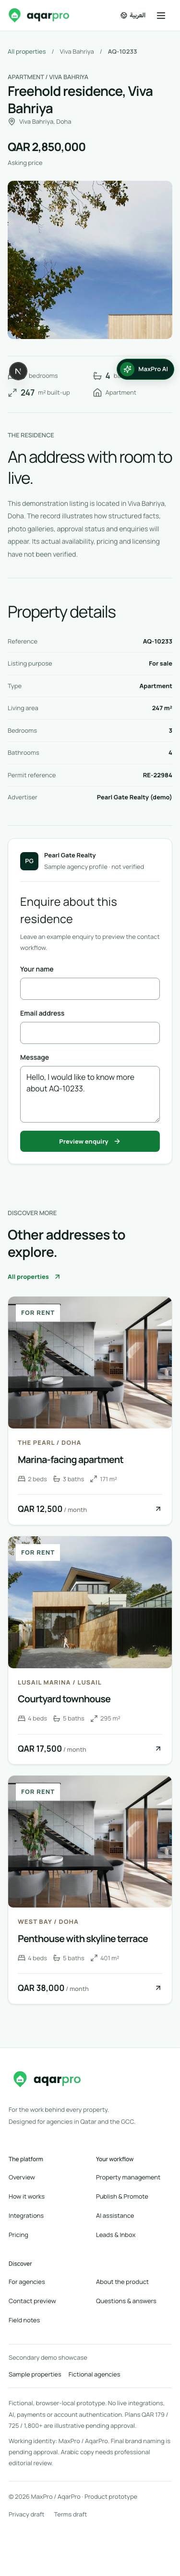 aqarpro
العربية
All properties / Viva Bahriya / AQ-10233
APARTMENT / VIVA BAHRIYA
Freehold residence, Viva
Bahriya
Viva Bahriya, Doha
QAR 2,850,000
Asking price
MaxPro AI
N
bedrooms
4
247 m² built-up
Apartment
THE RESIDENCE
An address with room to
live.
This demonstration listing is located in Viva Bahriya,
Doha. The record illustrates how structured facts,
photo galleries, approval status and enquiries will
appear. Its actual availability, pricing and licensing
have not been verified.
Property details
Reference AQ-10233
Listing purpose For sale
Type Apartment
Living area 247 m²
Bedrooms 3
Bathrooms 4
Permit reference RE-22984
Advertiser Pearl Gate Realty (demo)
PG
Pearl Gate Realty
Sample agency profile · not verified
Enquire about this
residence
Leave an example enquiry to preview the contact
workflow.
Your name
Email address
Message
Hello, I would like to know more
about AQ-10233.
Preview enquiry
DISCOVER MORE
Other addresses to
explore.
All properties
FOR RENT
THE PEARL / DOHA
Marina-facing apartment
2 beds 3 baths 171 m²
QAR 12,500 / month
FOR RENT
LUSAIL MARINA / LUSAIL
Courtyard townhouse
4 beds 5 baths 295 m²
QAR 17,500 / month
FOR RENT
WEST BAY / DOHA
Penthouse with skyline terrace
4 beds 5 baths 401 m²
QAR 38,000 / month
aqarpro
For the work behind every property.
Designed for agencies in Qatar and the GCC.
The platform
Overview
How it works
Integrations
Pricing
Your workflow
Property management
Publish & Promote
AI assistance
Leads & Inbox
Discover
For agencies
Contact preview
Field notes
About the product
Questions & answers
Secondary demo showcase
Sample properties · Fictional agencies
Fictional, browser-local prototype. No live integrations,
AI, payments or account authentication. Plans QAR 179 /
725 / 1,800+ are illustrative pending approval.
Working identity: MaxPro / AqarPro. Final brand naming is
pending approval. Arabic copy needs professional
editorial review.
© 2026 MaxPro / AqarPro · Product prototype
Privacy draft Terms draft